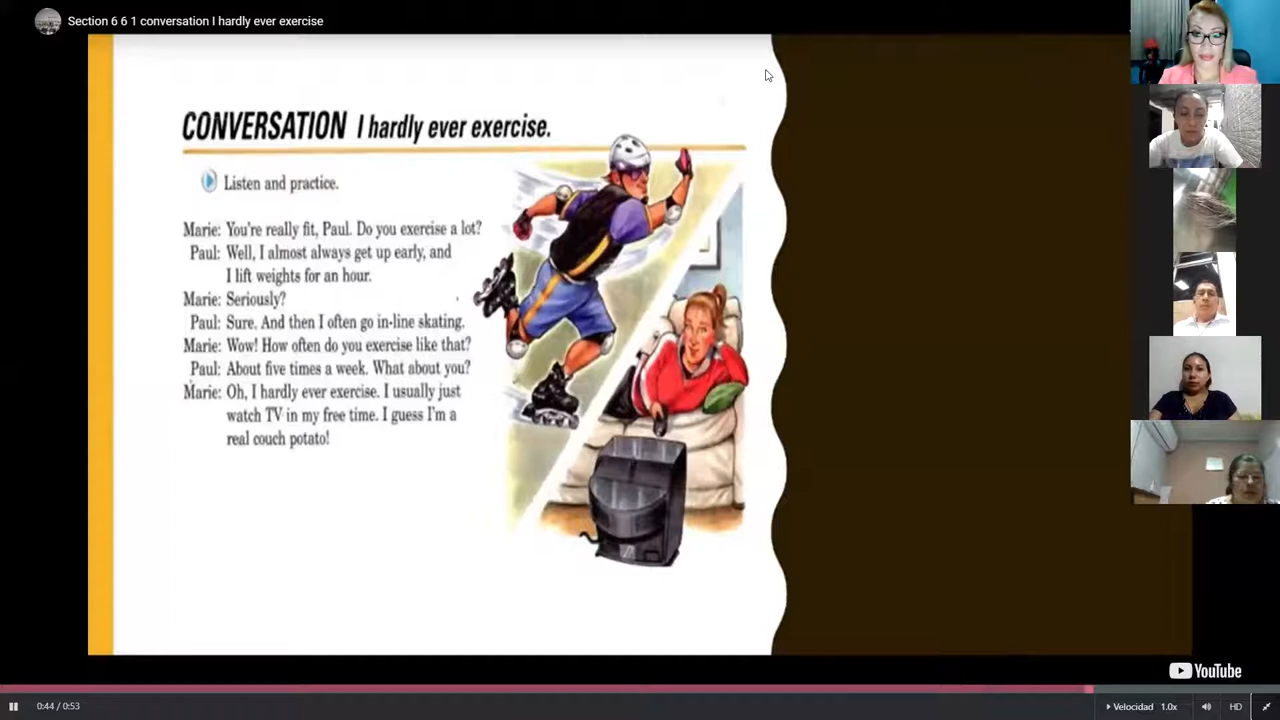 Section 6 6 1 conversation I hardly ever exercise
CONVERSATION I hardly ever exercise.
Listen and practice.
Marie: You're really fit, Paul. Do you exercise a lot?
Paul: Well, I almost always get up early, and
I lift weights for an hour.
Marie: Seriously?
Paul: Sure. And then I often go in-line skating.
Marie: Wow! How often do you exercise like that?
Paul: About five times a week. What about you?
Marie: Oh, I hardly ever exercise. I usually just
watch TV in my free time. I guess I'm a
real couch potato!
YouTube
0:44 / 0:53
Velocidad 1.0x
HD